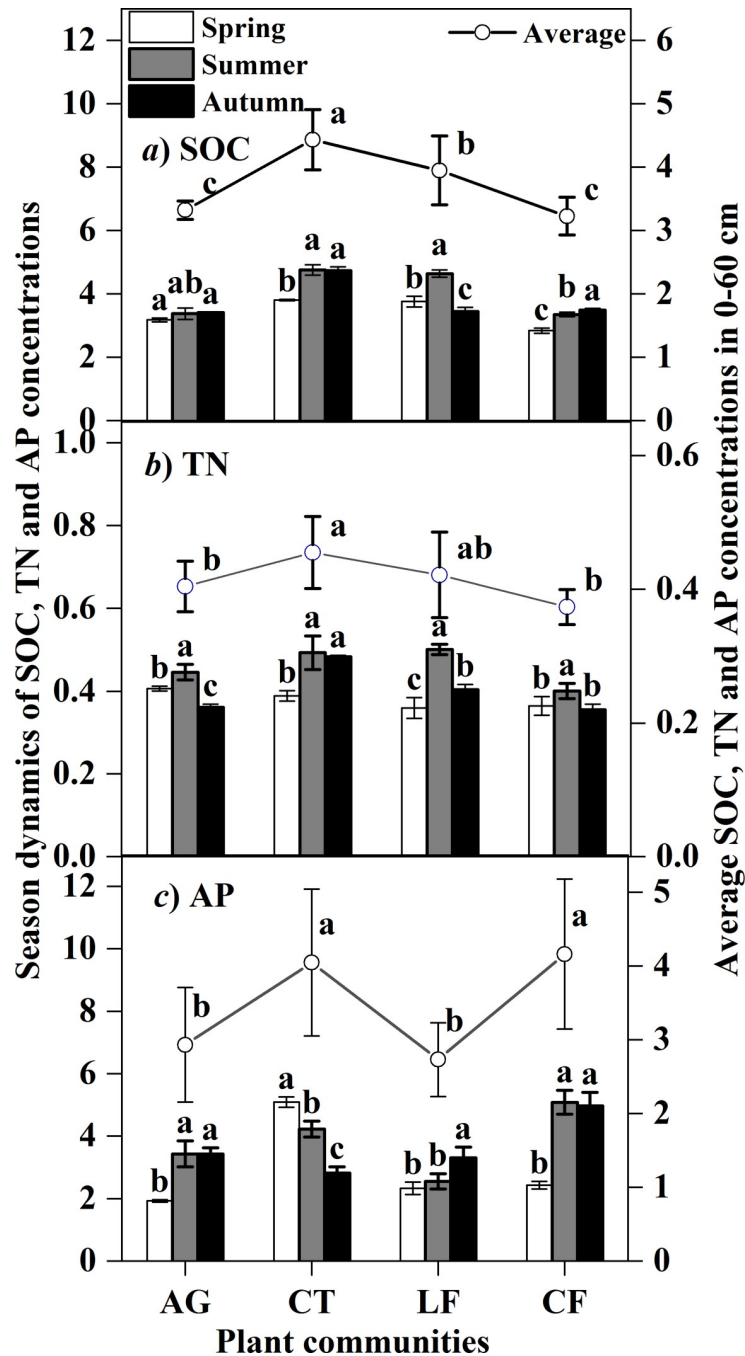 Season dynamics of SOC, TN and AP concentrations
Average SOC, TN and AP concentrations in 0-60 cm
12
10
8
6
4
2
0
6
5
4
3
2
1
0
Spring
Summer
Autumn
Average
a) SOC
c
a
b
c
a
ab
a
b
a
a
b
a
c
c
b
a
1.0
0.8
0.6
0.4
0.2
0.0
0.6
0.4
0.2
0.0
b) TN
b
a
ab
b
b
a
c
b
a
a
c
a
b
b
a
b
12
10
8
6
4
2
0
5
4
3
2
1
0
c) AP
b
a
b
a
b
a
a
a
b
c
b
b
a
b
a
a
AG CT LF CF
Plant communities